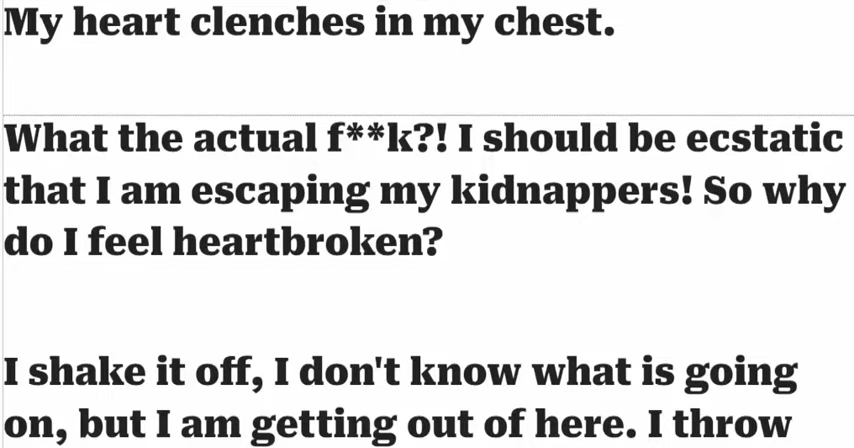 My heart clenches in my chest.
What the actual f**k?! I should be ecstatic
that I am escaping my kidnappers! So why
do I feel heartbroken?
I shake it off, I don't know what is going
on, but I am getting out of here. I throw